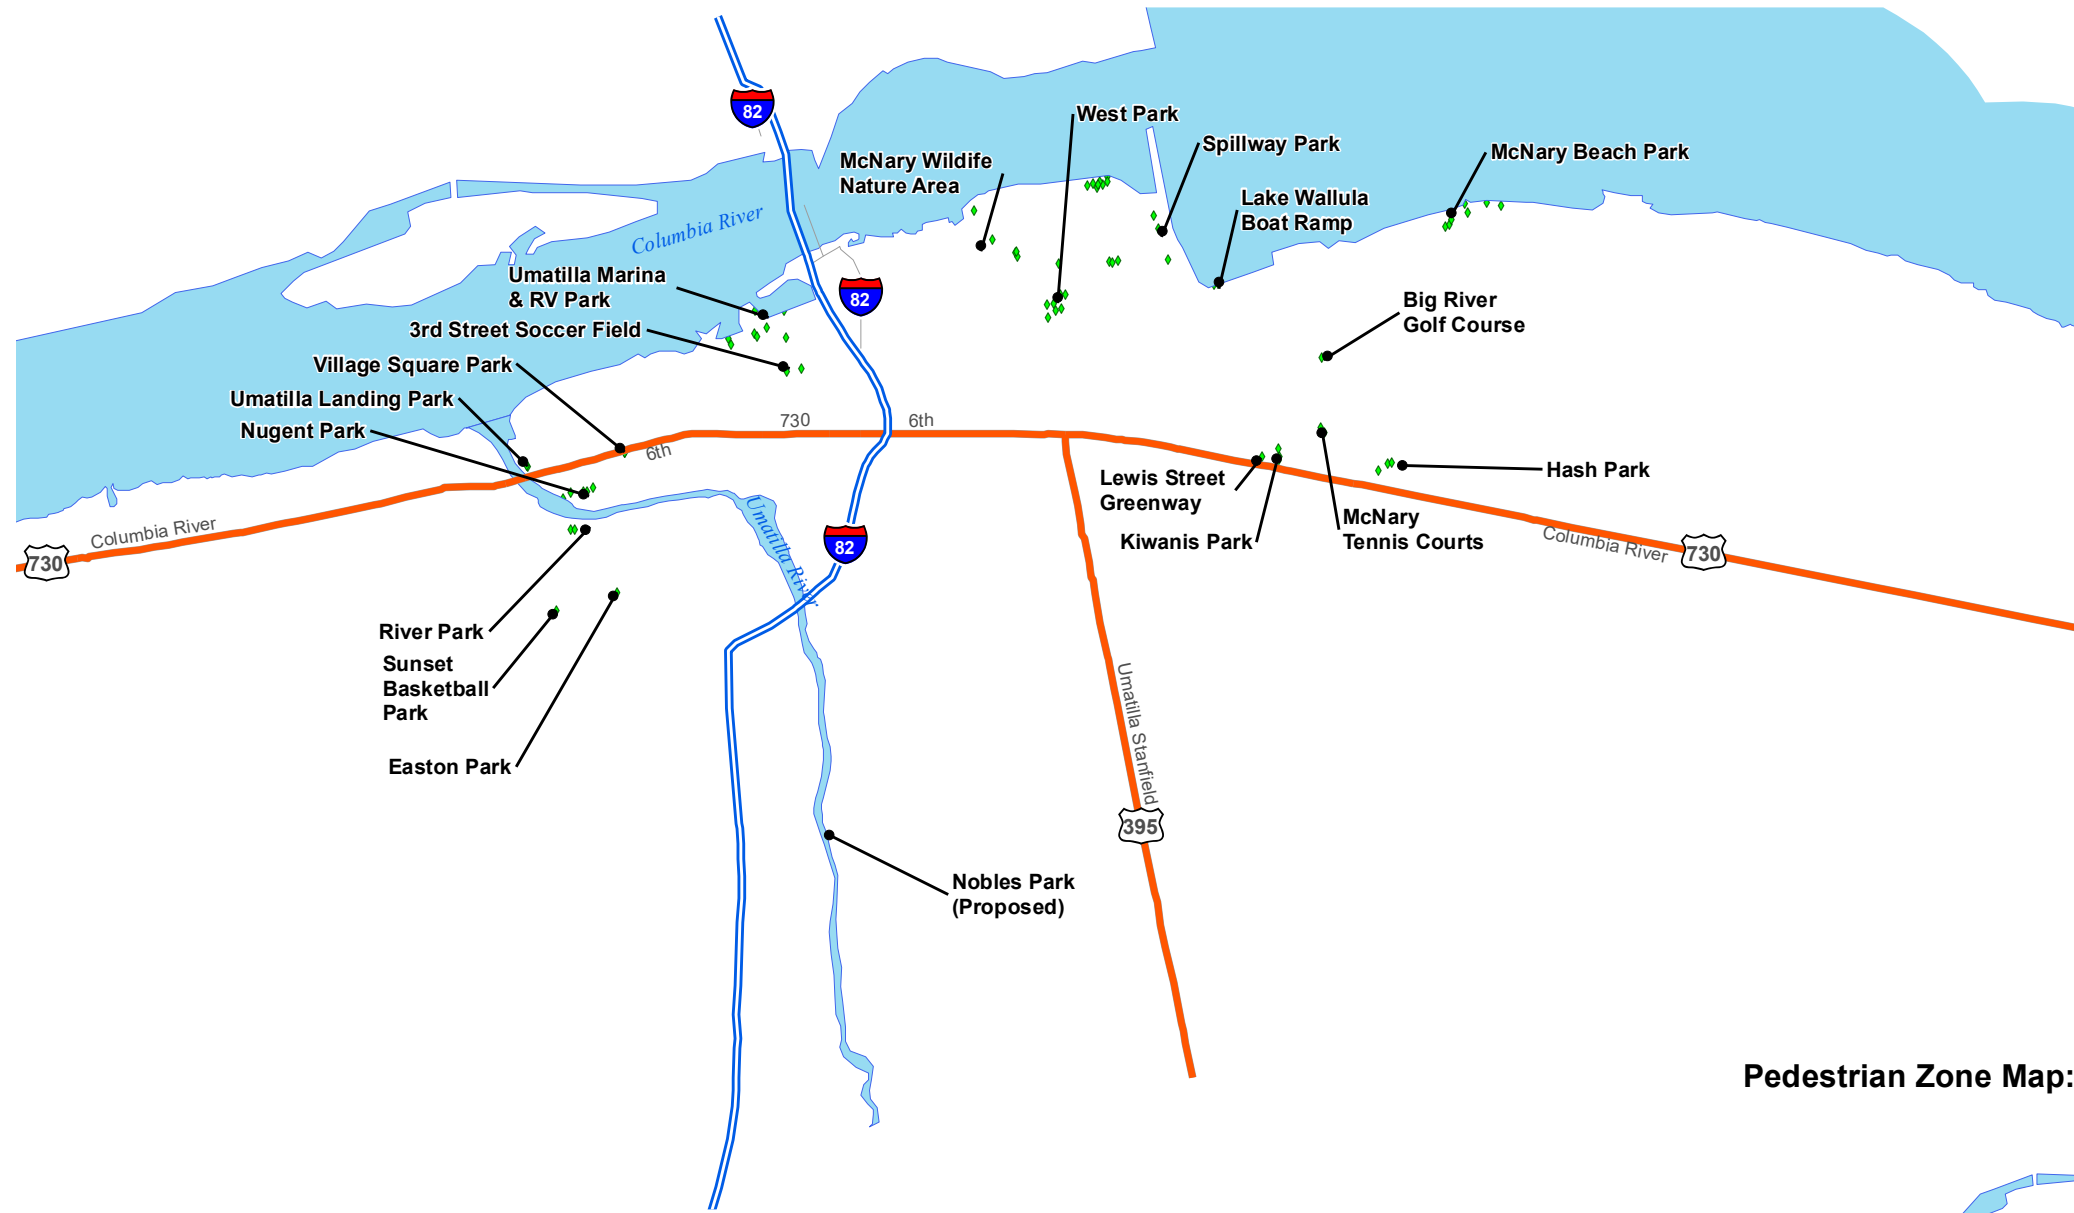 82
West Park
Spillway Park
McNary Beach Park
McNary Wildife
Nature Area
Lake Wallula
Boat Ramp
Columbia River
Umatilla Marina
& RV Park
82
Big River
Golf Course
3rd Street Soccer Field
Village Square Park
Umatilla Landing Park
Nugent Park
730
6th
6th
Lewis Street
Greenway
Hash Park
Kiwanis Park
McNary
Tennis Courts
Columbia River
730
Columbia River
730
Umatilla River
82
River Park
Sunset
Basketball
Park
Easton Park
Umatilla Stanfield
395
Nobles Park
(Proposed)
Pedestrian Zone Map: